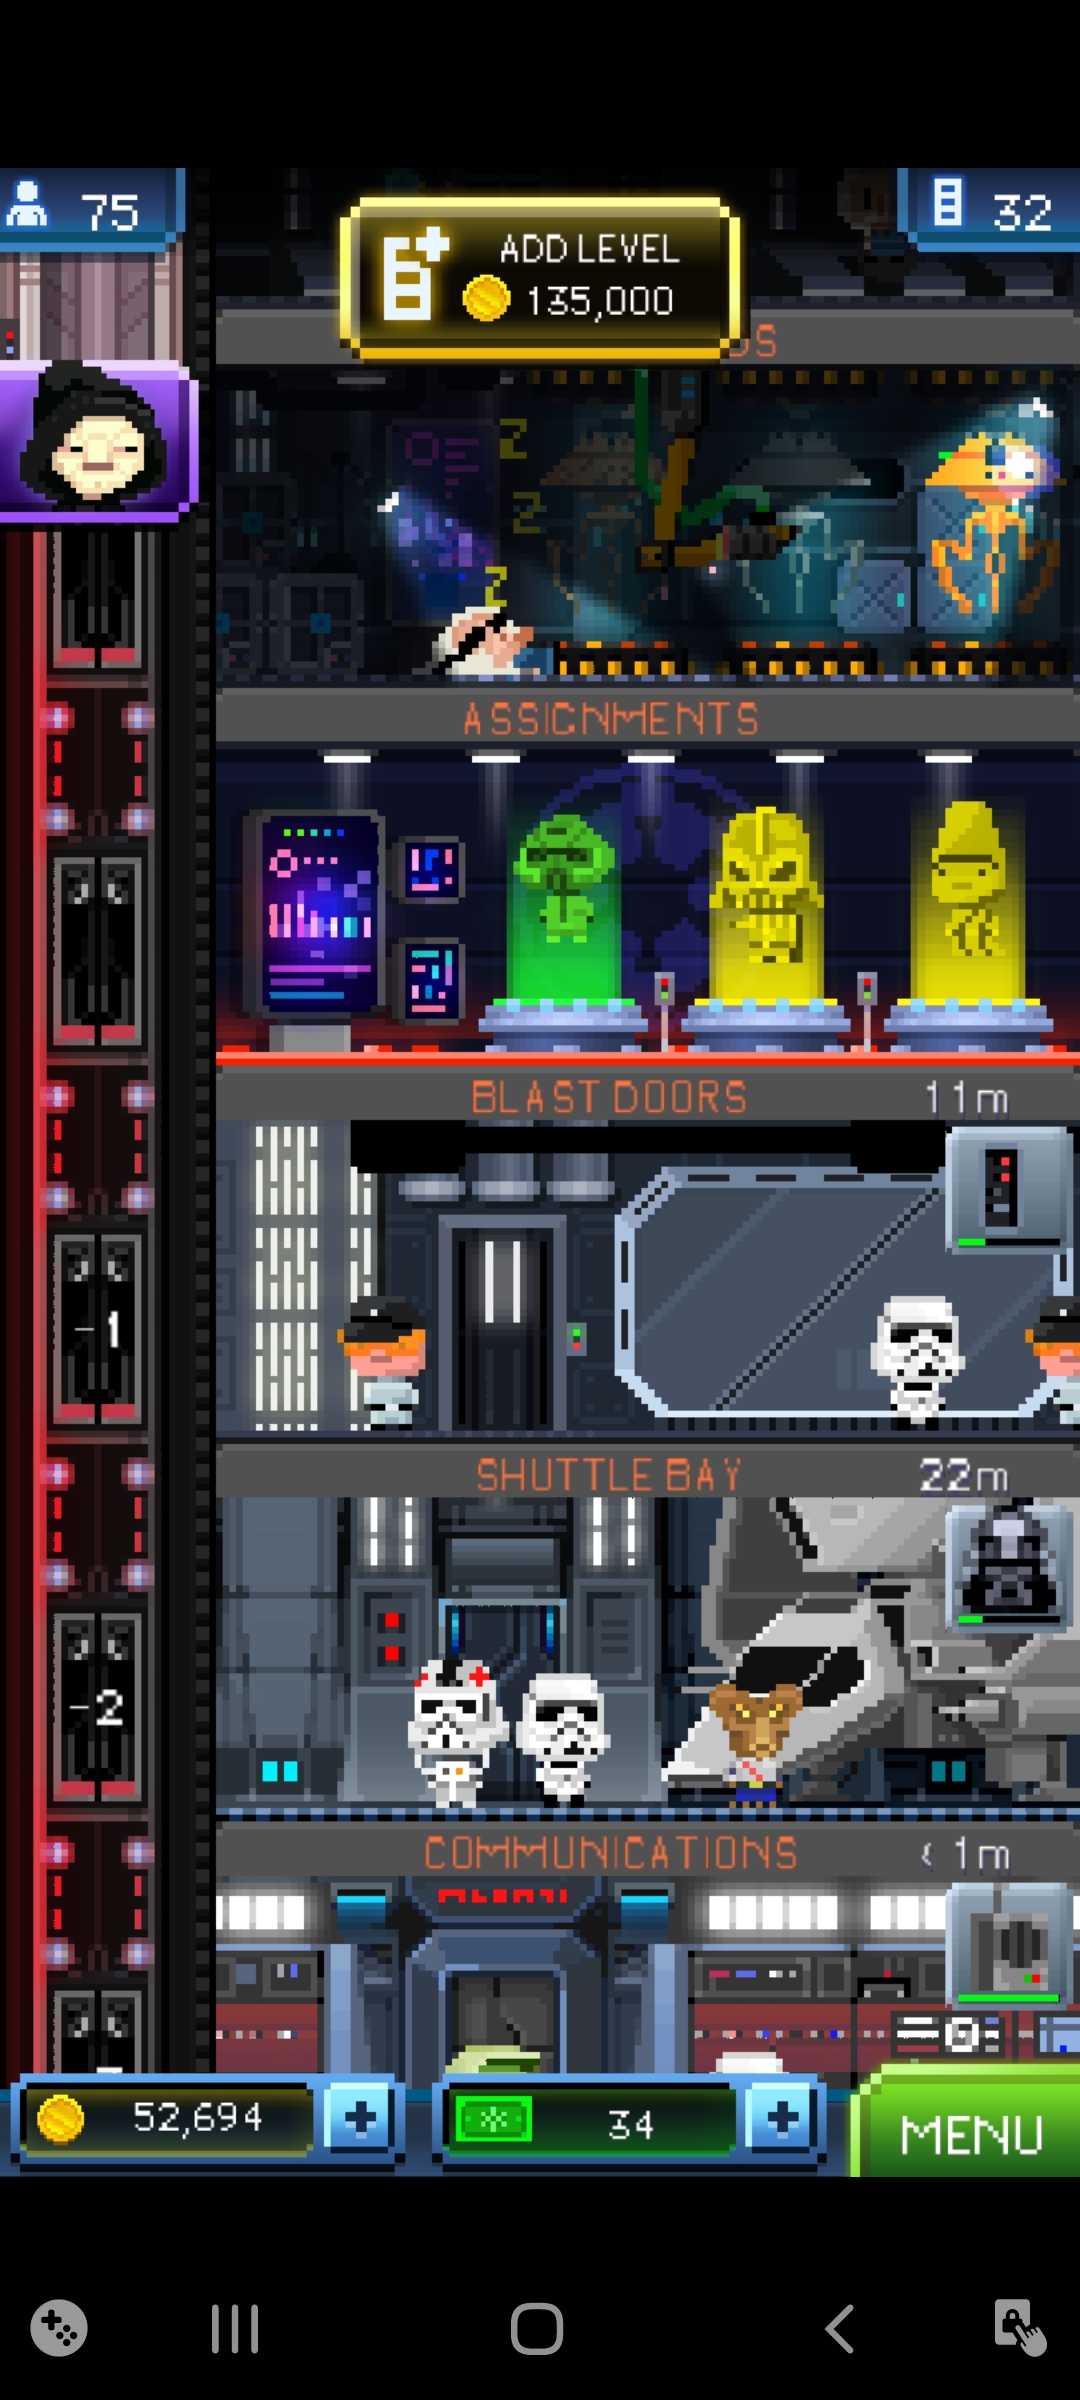 75
ADD LEVEL
135,000
32
DS
Z
Z
Z
ASSIGNMENTS
BLAST DOORS 11m
-1
SHUTTLE BAY 22m
-2
COMMUNICATIONS < 1m
52,694
34
MENU